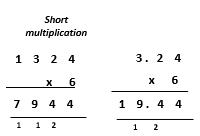 Short
multiplication
1 3 2 4
x 6
7 9 4 4
1 1 2
3 . 2 4
x 6
1 9 . 4 4
1 2